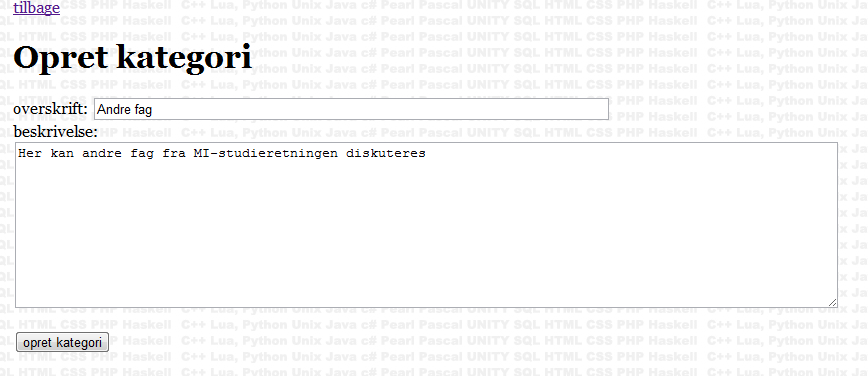 tilbage
Opret kategori
overskrift: Andre fag
beskrivelse:
Her kan andre fag fra MI-studieretningen diskuteres
opret kategori